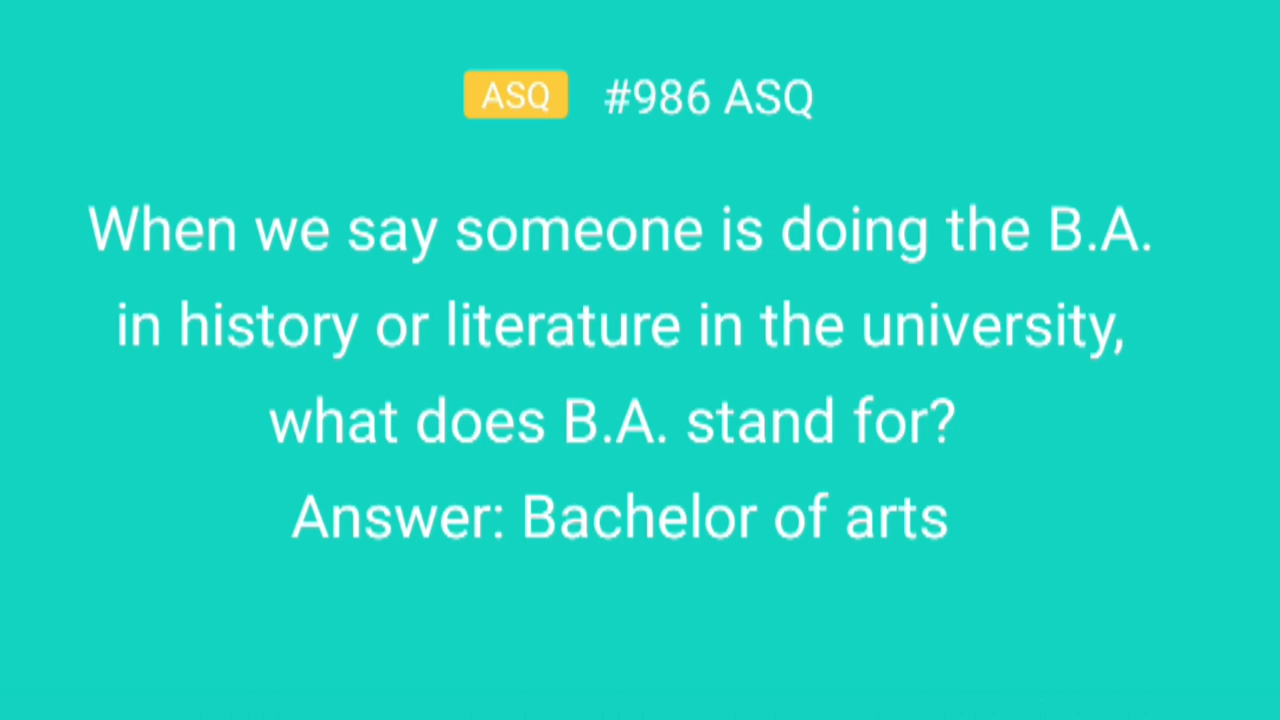 ASQ #986 ASQ
When we say someone is doing the B.A.
in history or literature in the university,
what does B.A. stand for?
Answer: Bachelor of arts